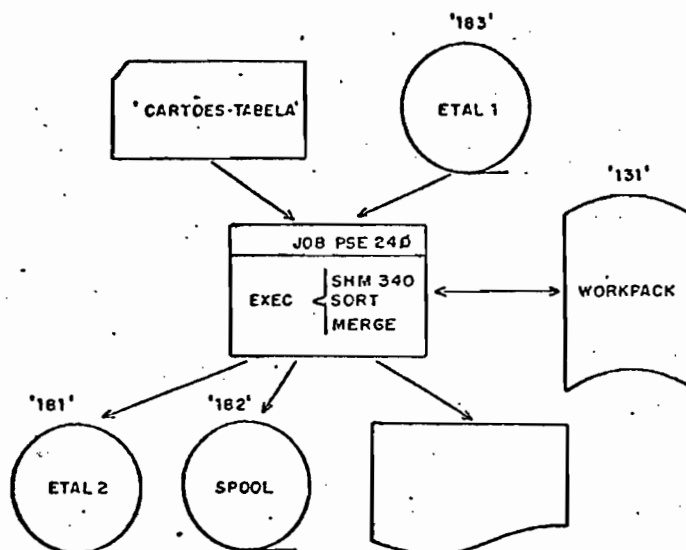 '183'
'CARTÕES-TABELA'
ETAL 1
'131'
JOB PSE 24Ø
SHM 340
EXEC
SORT
MERGE
WORKPACK
'181'
'182'
ETAL 2
SPOOL